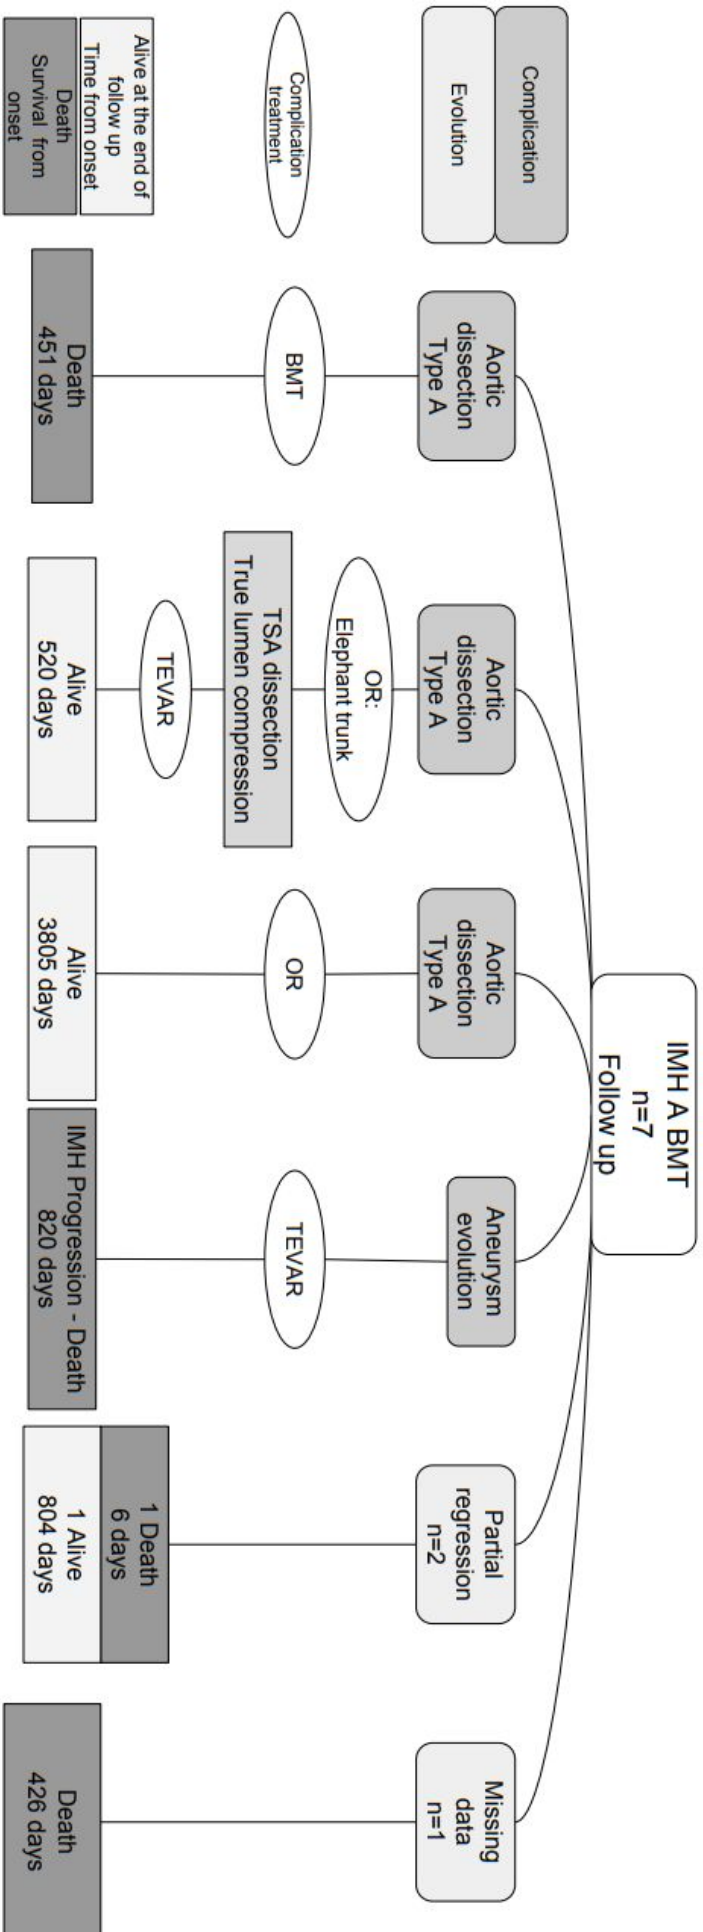 IMH A BMT
n=7
Follow up
Complication
Evolution
Aortic
dissection
Type A
Aortic
dissection
Type A
Aortic
dissection
Type A
Aneurysm
evolution
Partial
regression
n=2
Missing
data
n=1
Complication
treatment
BMT
OR:
Elephant trunk
TSA dissection
True lumen compression
TEVAR
OR
TEVAR
Alive at the end of
follow up
Time from onset
Death
Survival from
onset
Death
451 days
Alive
520 days
Alive
3805 days
IMH Progression - Death
820 days
1 Death
6 days
1 Alive
804 days
Death
426 days